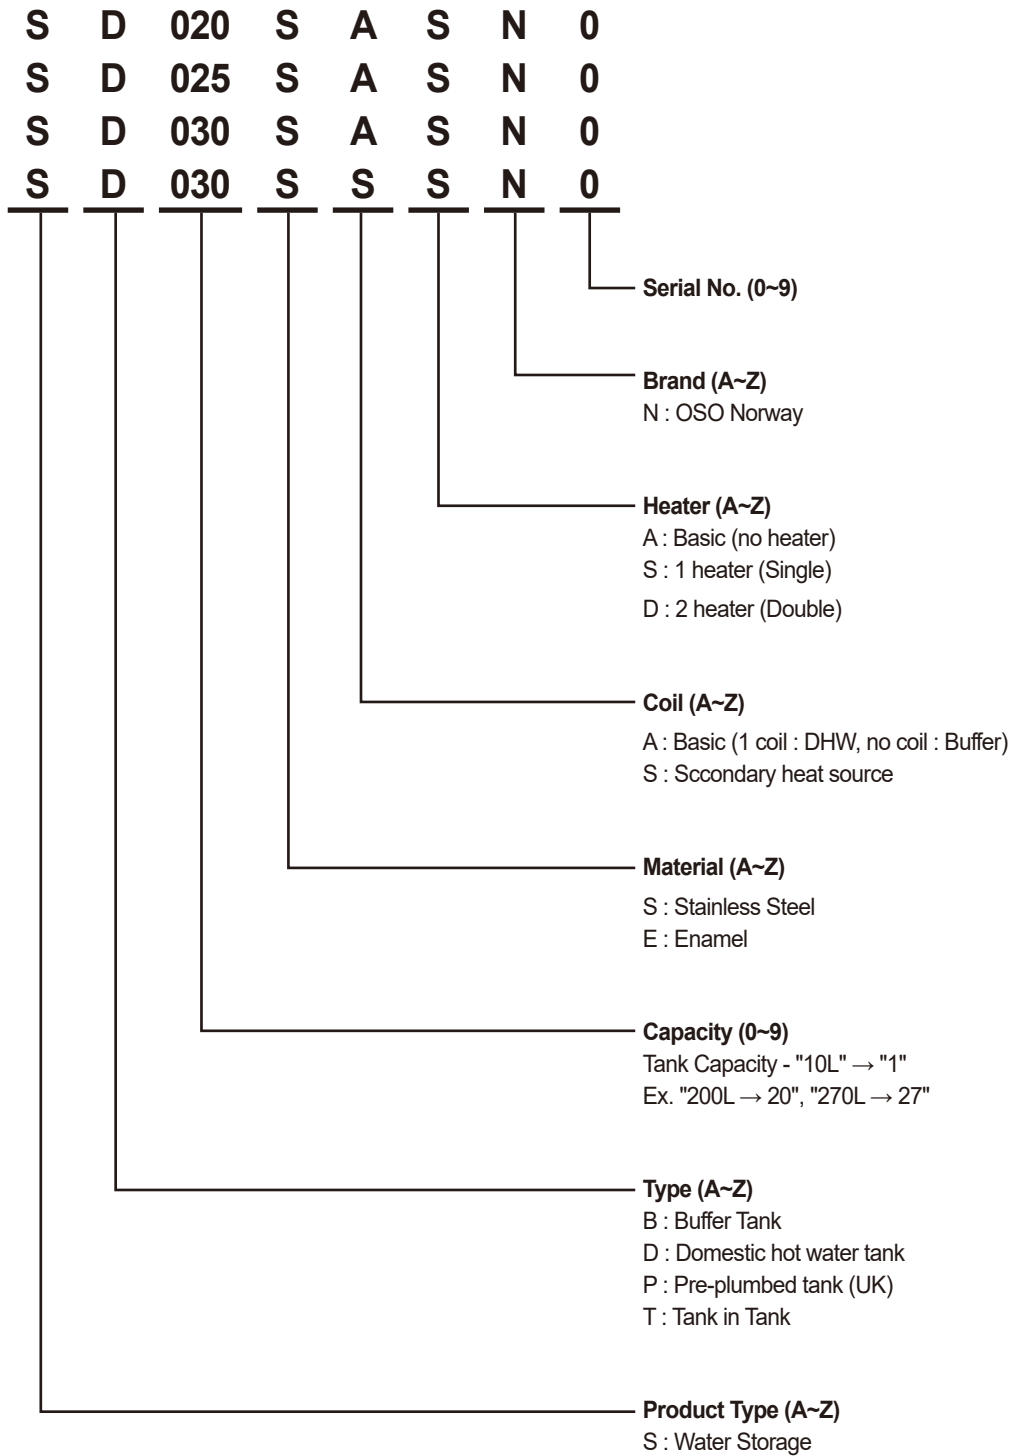 S D 020 S A S N 0
S D 025 S A S N 0
S D 030 S A S N 0
S D 030 S S S N 0
Serial No. (0~9)
Brand (A~Z)
N : OSO Norway
Heater (A~Z)
A : Basic (no heater)
S : 1 heater (Single)
D : 2 heater (Double)
Coil (A~Z)
A : Basic (1 coil : DHW, no coil : Buffer)
S : Sccondary heat source
Material (A~Z)
S : Stainless Steel
E : Enamel
Capacity (0~9)
Tank Capacity - "10L" → "1"
Ex. "200L → 20", "270L → 27"
Type (A~Z)
B : Buffer Tank
D : Domestic hot water tank
P : Pre-plumbed tank (UK)
T : Tank in Tank
Product Type (A~Z)
S : Water Storage